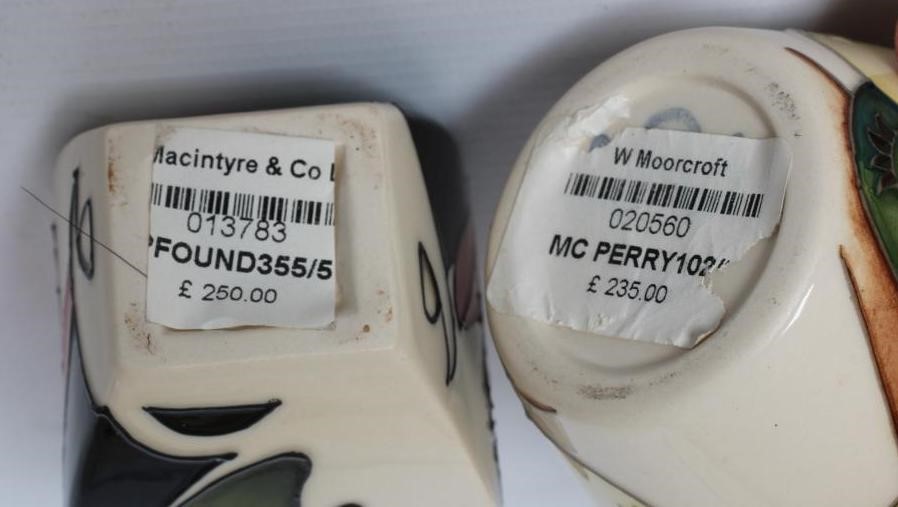 Macintyre & Co L
013783
PFOUND355/5
£ 250.00
W Moorcroft
020560
MC PERRY102/
£ 235.00